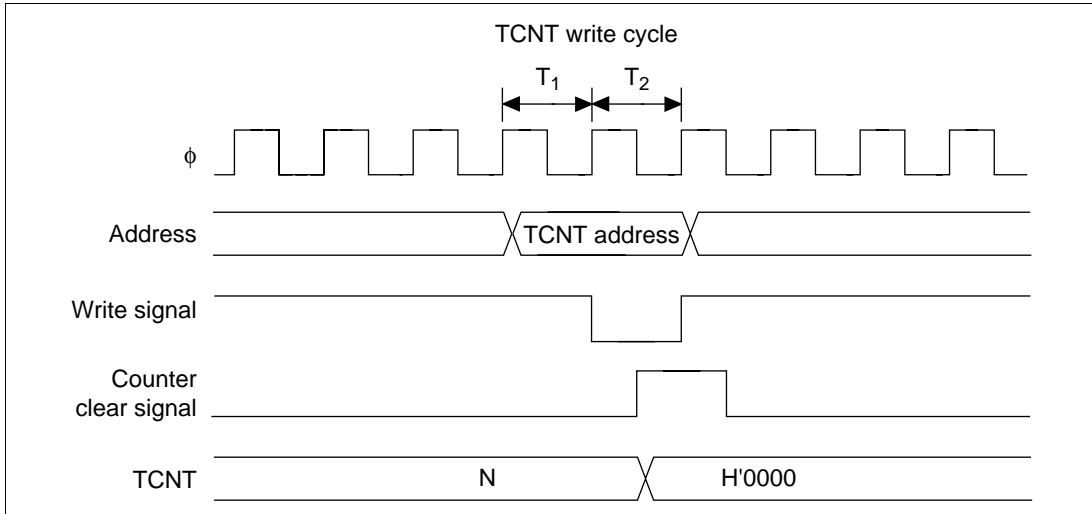 TCNT write cycle
T1 T2
ϕ
Address
TCNT address
Write signal
Counter
clear signal
TCNT
N
H'0000